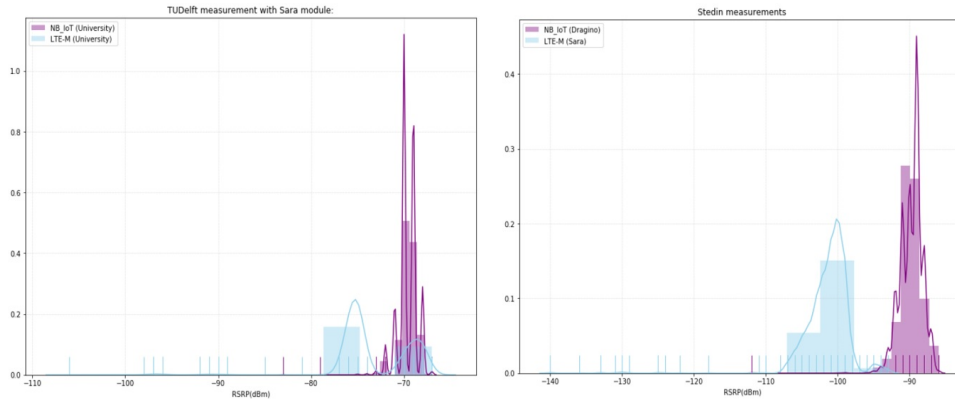 TUDelft measurement with Sara module:
NB_IoT (University)
LTE-M (University)
1.0
0.8
0.6
0.4
0.2
0.0
−110
−100
−90
−80
−70
RSRP(dBm)
Stedin measurements
NB_IoT (Dragino)
LTE-M (Sara)
0.4
0.3
0.2
0.1
0.0
−140
−130
−120
−110
−100
−90
RSRP(dBm)